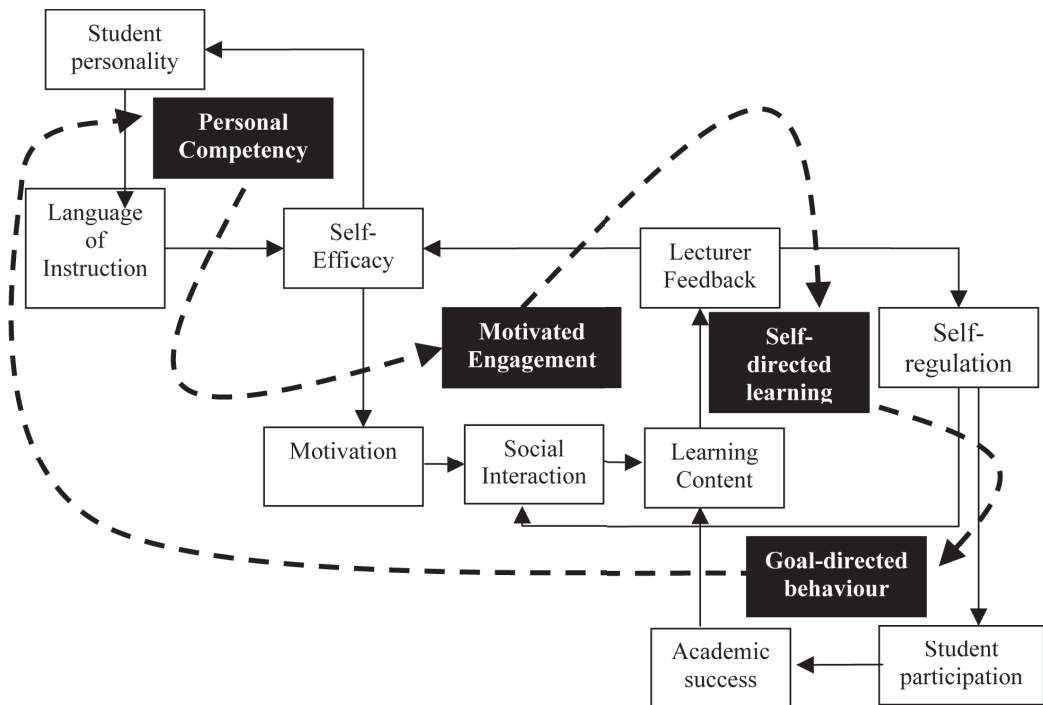 Student
personality
Personal
Competency
Language
of
Instruction
Self-
Efficacy
Lecturer
Feedback
Motivated
Engagement
Self-
directed
learning
Self-
regulation
Motivation
Social
Interaction
Learning
Content
Goal-directed
behaviour
Academic
success
Student
participation